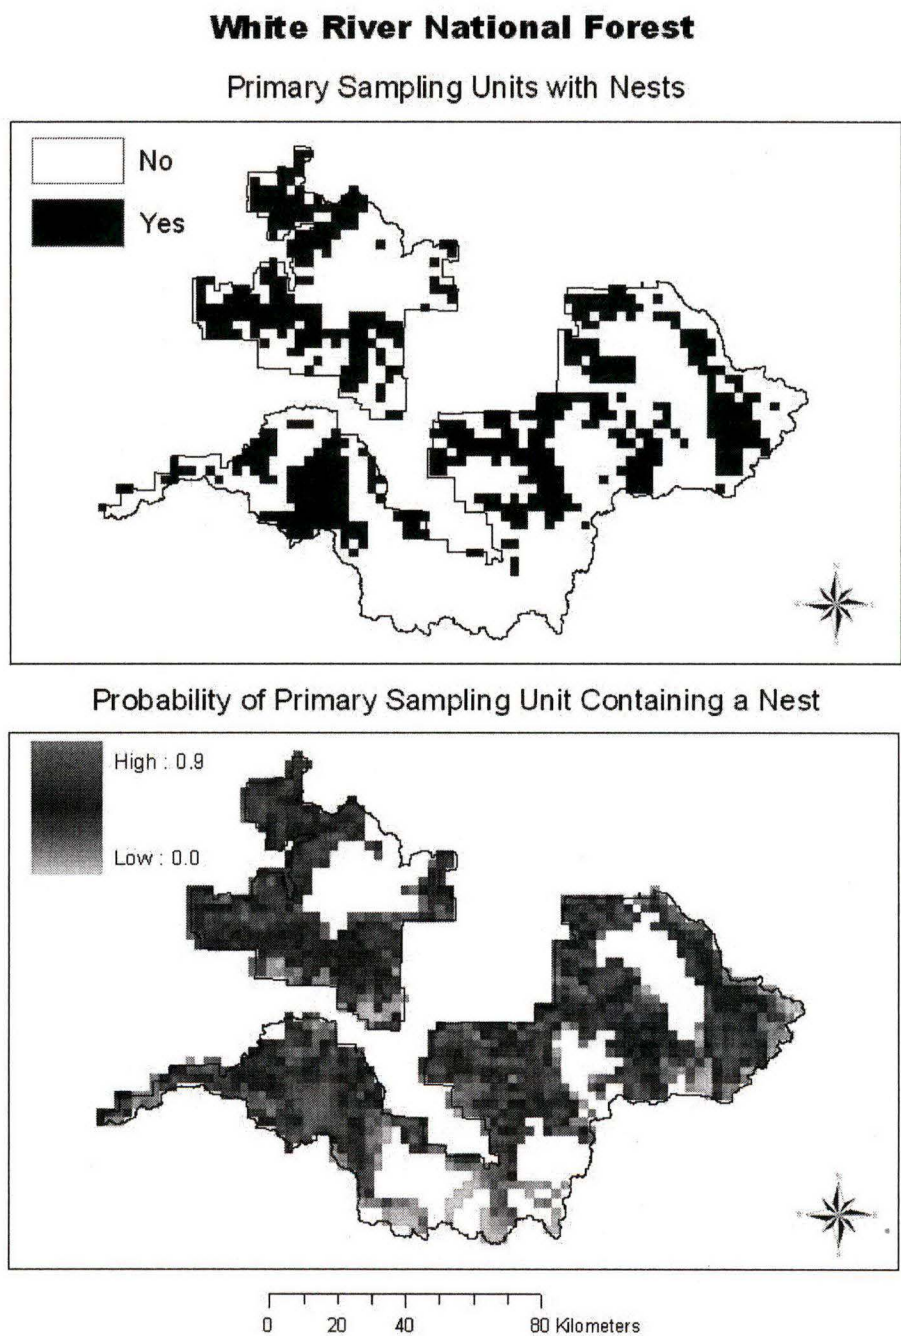 White River National Forest
Primary Sampling Units with Nests
No
Yes
Probability of Primary Sampling Unit Containing a Nest
High : 0.9
Low : 0.0
0 20 40 80 Kilometers